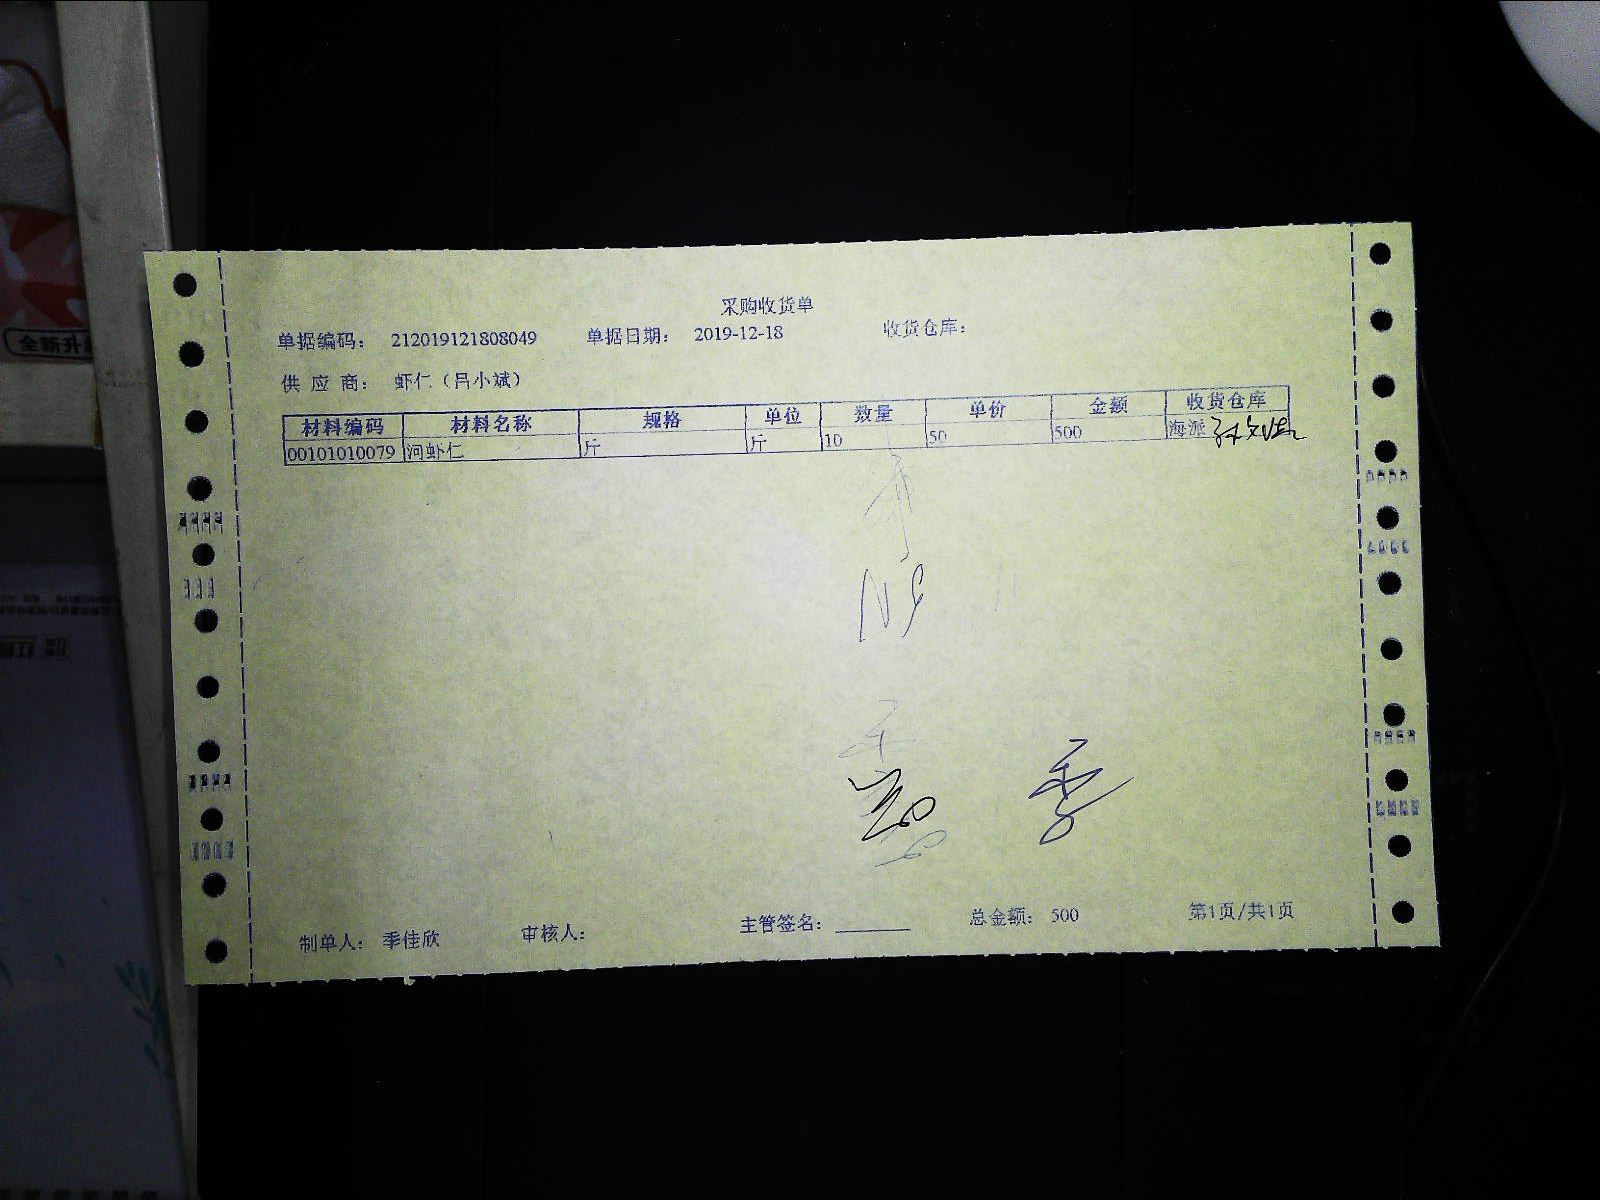 采购收货单
单据编码： 212019121808049 单据日期： 2019-12-18 收货仓库：
供 应 商： 虾仁（吕小斌）
材料编码 材料名称 规格 单位 数量 单价 金额 收货仓库
00101010079 河虾仁 斤 斤 10 50 500 海派
季
制单人： 季佳欣 审核人： 主管签名： 总金额： 500 第1页/共1页
全新升